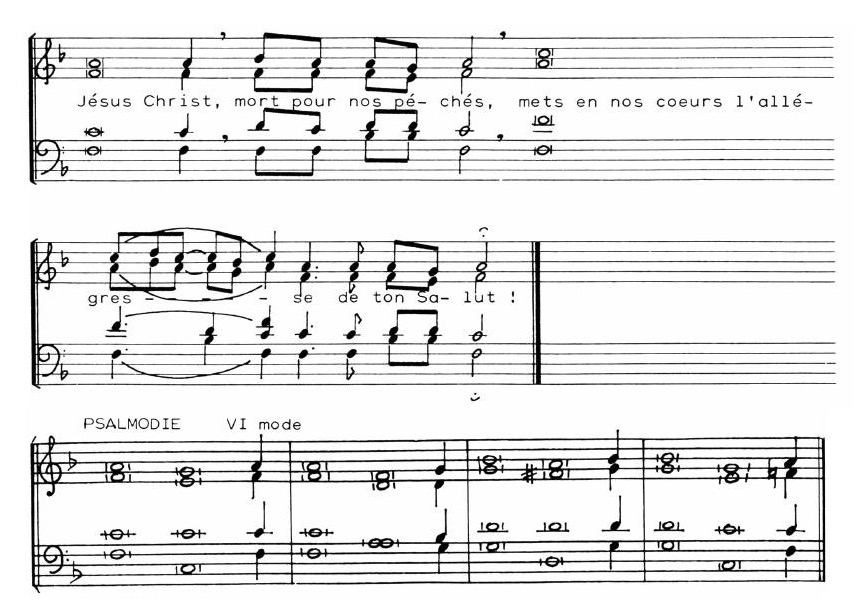 Jésus Christ, mort pour nos pé- chés, mets en nos coeurs l'allé-
gres - - - - - se de ton Sa- lut !
PSALMODIE VI mode